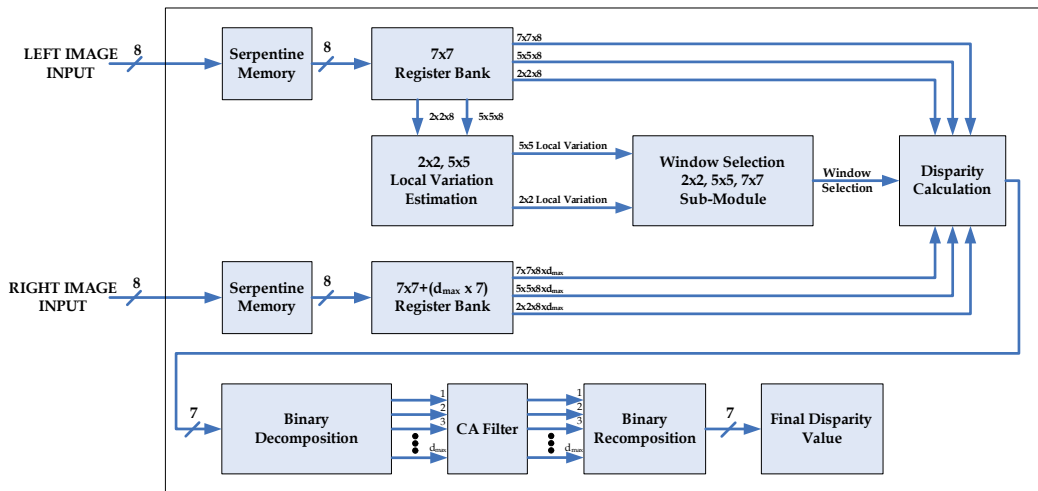 LEFT IMAGE
INPUT
8
Serpentine
Memory
8
7x7
Register Bank
7x7x8
5x5x8
2x2x8
2x2x8
5x5x8
2x2, 5x5
Local Variation
Estimation
5x5 Local Variation
2x2 Local Variation
Window Selection
2x2, 5x5, 7x7
Sub-Module
Window
Selection
Disparity
Calculation
RIGHT IMAGE
INPUT
8
Serpentine
Memory
8
7x7+(dmax x 7)
Register Bank
7x7x8xdmax
5x5x8xdmax
2x2x8xdmax
7
Binary
Decomposition
1
2
3
dmax
CA Filter
1
2
3
dmax
Binary
Recomposition
7
Final Disparity
Value